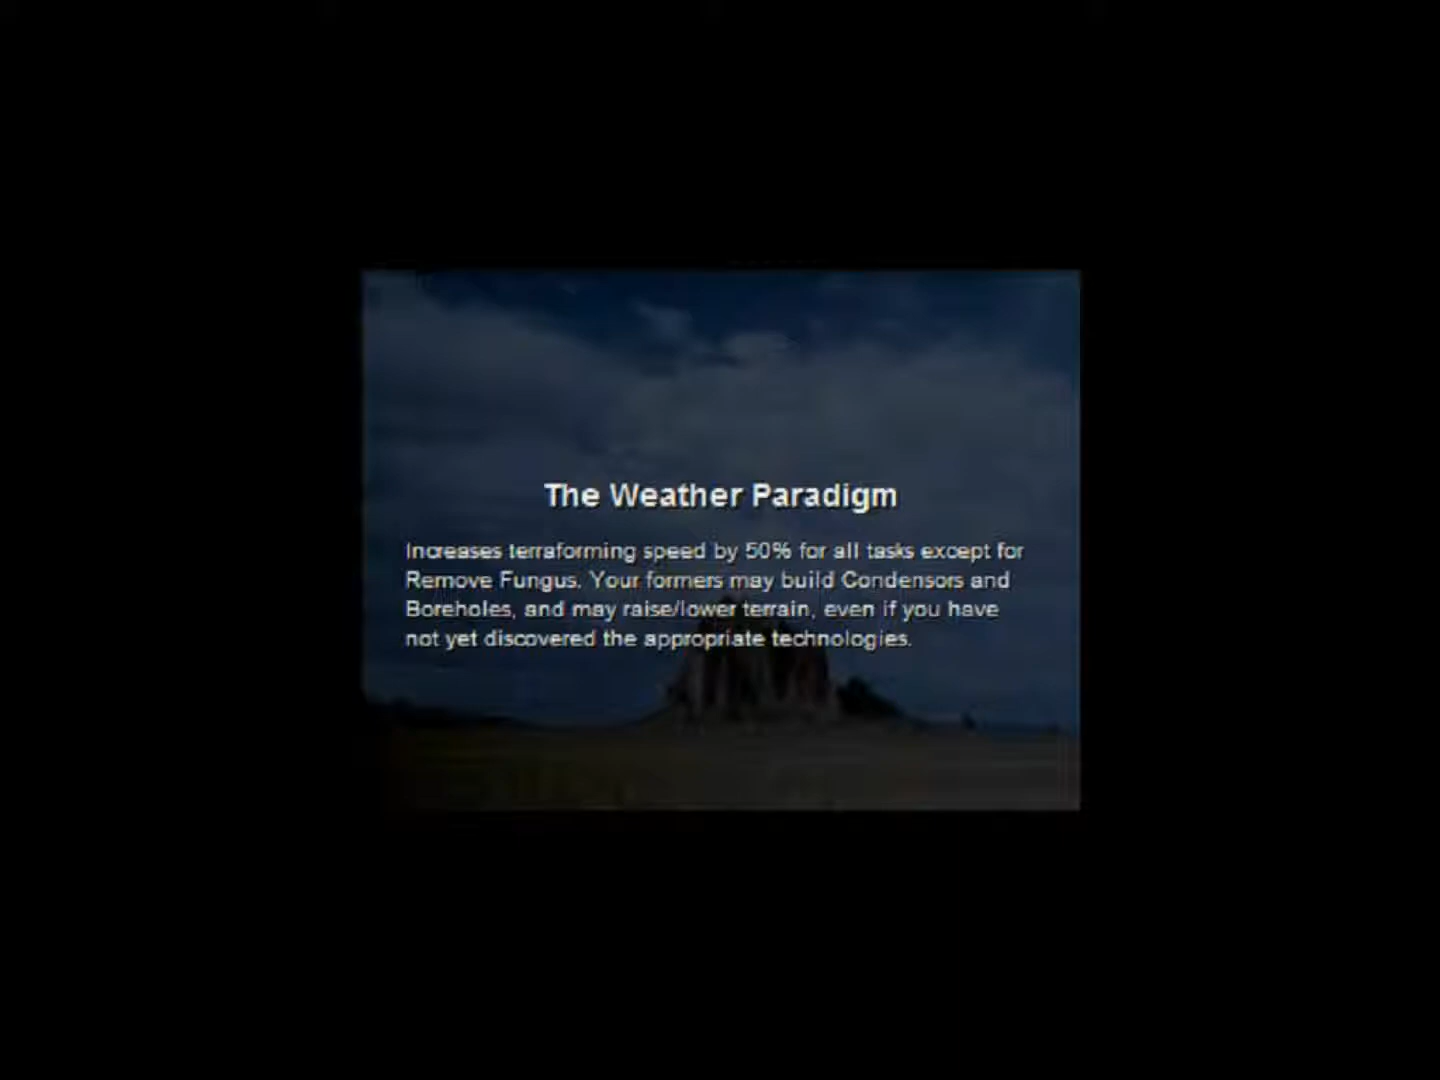 The Weather Paradigm
Increases terraforming speed by 50% for all tasks except for
Remove Fungus. Your formers may build Condensors and
Boreholes, and may raise/lower terrain, even if you have
not yet discovered the appropriate technologies.